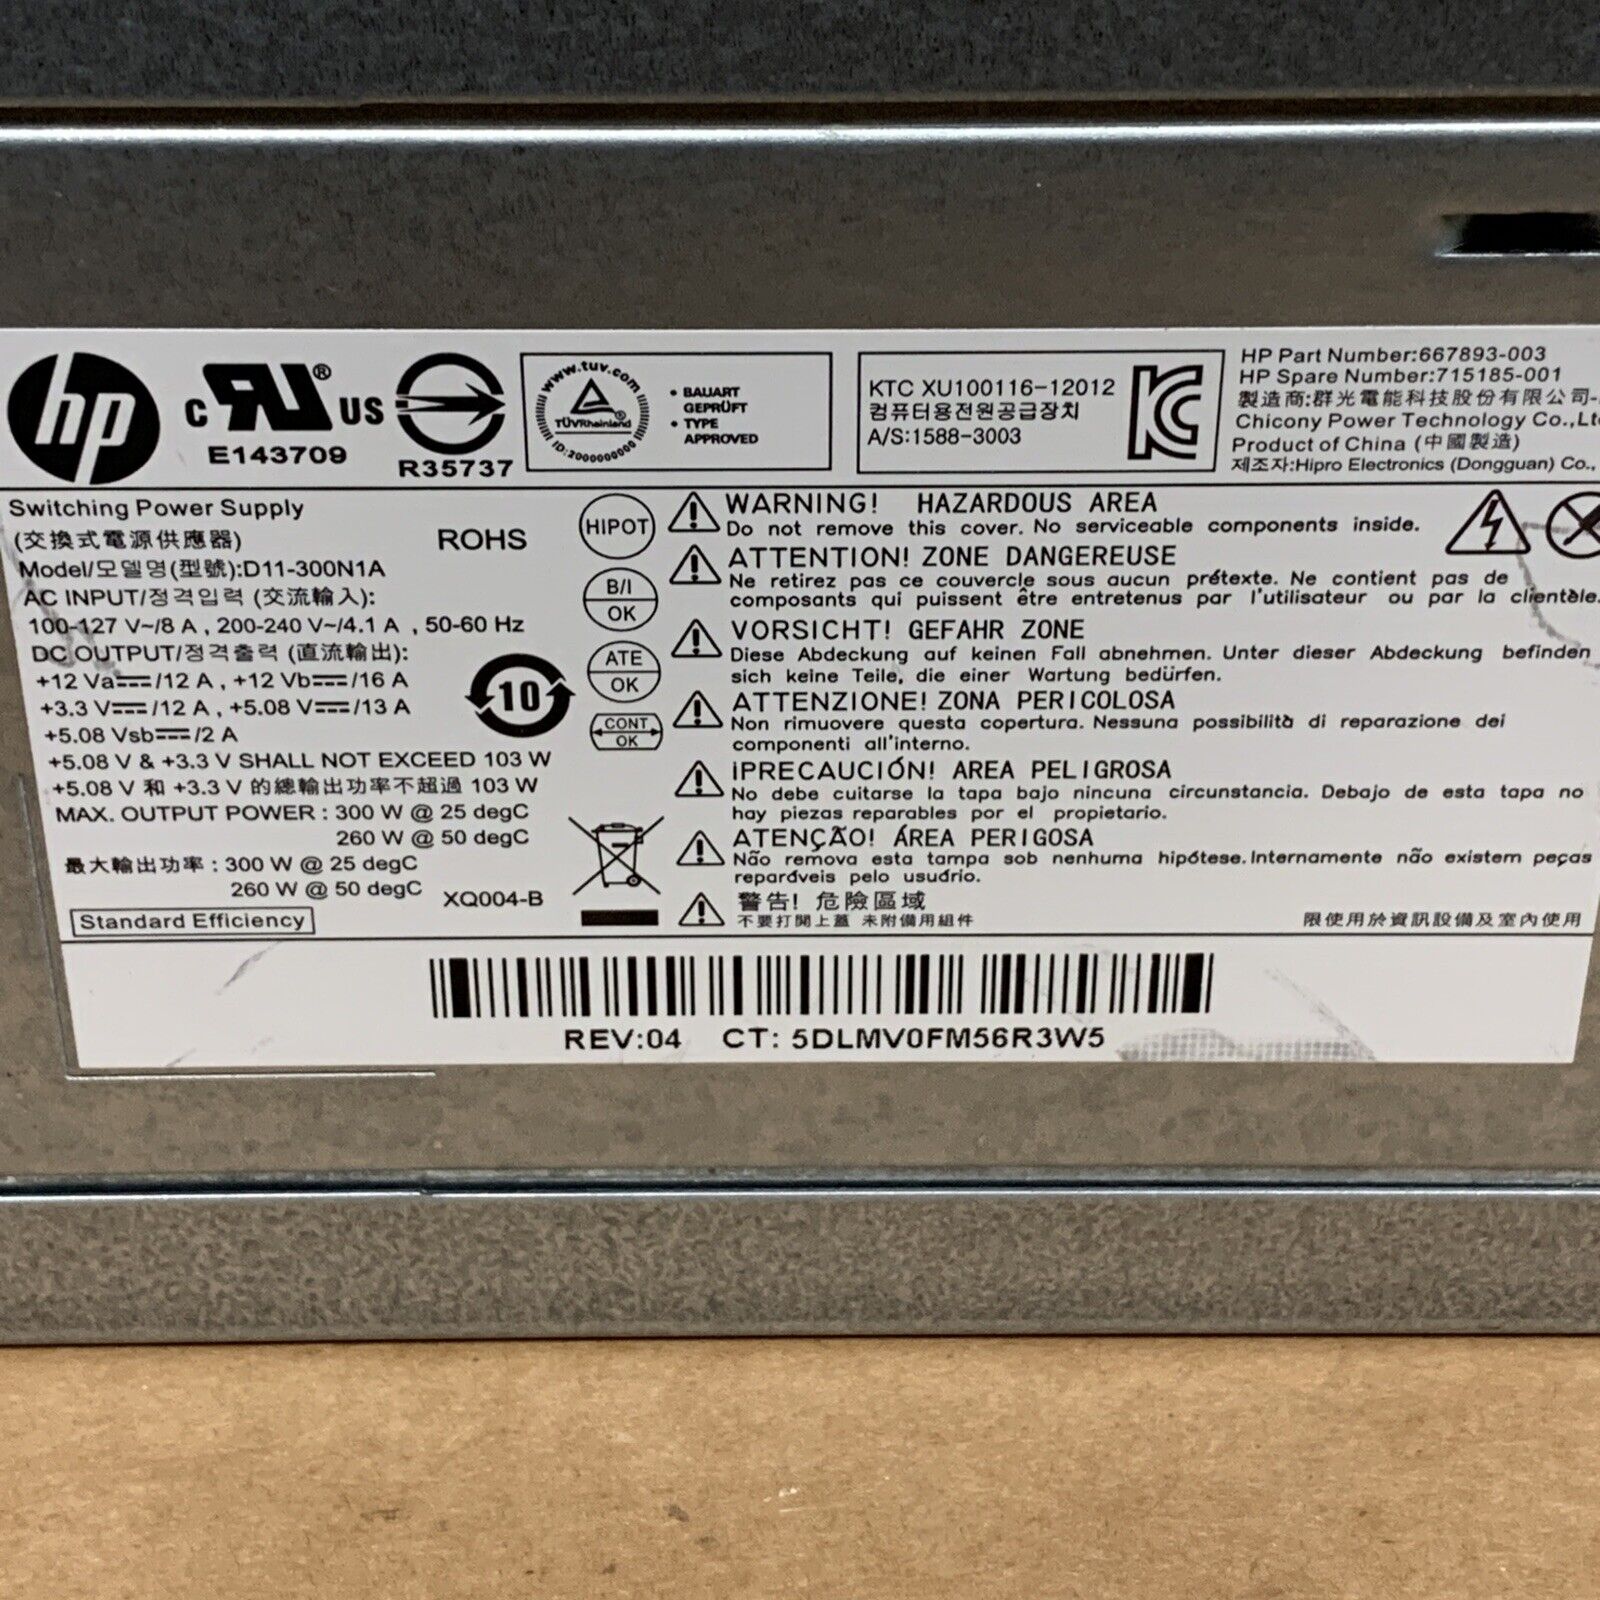 hp
c RU ® US
E143709
R35737
www.tuv.com
TÜVRheinland ®
ID:2000000000
• BAUART
GEPRÜFT
• TYPE
APPROVED
KTC XU100116-12012
컴퓨터용전원공급장치
A/S:1588-3003
HP Part Number:667893-003
HP Spare Number:715185-001
製造商:群光電能科技股份有限公司-
Chicony Power Technology Co.,Lt
Product of China (中國製造)
제조자:Hipro Electronics (Dongguan) Co.,
Switching Power Supply
(交換式電源供應器)
ROHS
Model/모델명(型號):D11-300N1A
AC INPUT/정격입력 (交流輸入):
100-127 V~/8 A , 200-240 V~/4.1 A , 50-60 Hz
DC OUTPUT/정격출력 (直流輸出):
+12 Va⎓/12 A , +12 Vb⎓/16 A
+3.3 V⎓/12 A , +5.08 V⎓/13 A
+5.08 Vsb⎓/2 A
+5.08 V & +3.3 V SHALL NOT EXCEED 103 W
+5.08 V 和 +3.3 V 的總輸出功率不超過 103 W
MAX. OUTPUT POWER : 300 W @ 25 degC
260 W @ 50 degC
最大輸出功率 : 300 W @ 25 degC
260 W @ 50 degC
XQ004-B
Standard Efficiency
10
HIPOT
B/I
OK
ATE
OK
CONT
OK
WARNING! HAZARDOUS AREA
Do not remove this cover. No serviceable components inside.
ATTENTION! ZONE DANGEREUSE
Ne retirez pas ce couvercle sous aucun prétexte. Ne contient pas de
composants qui puissent être entretenus par l'utilisateur ou par la clientèle.
VORSICHT! GEFAHR ZONE
Diese Abdeckung auf keinen Fall abnehmen. Unter dieser Abdeckung befinden
sich keine Teile, die einer Wartung bedürfen.
ATTENZIONE! ZONA PERICOLOSA
Non rimuovere questa copertura. Nessuna possibilità di reparazione dei
componenti all'interno.
¡PRECAUCIÓN! AREA PELIGROSA
No debe cuitarse la tapa bajo nincuna circunstancia. Debajo de esta tapa no
hay piezas reparables por el propietario.
ATENÇÃO! ÁREA PERIGOSA
Não remova esta tampa sob nenhuma hipótese. Internamente não existem peças
reparáveis pelo usuário.
警告! 危險區域
不要打開上蓋 未附備用組件
限使用於資訊設備及室內使用
REV:04 CT: 5DLMV0FM56R3W5